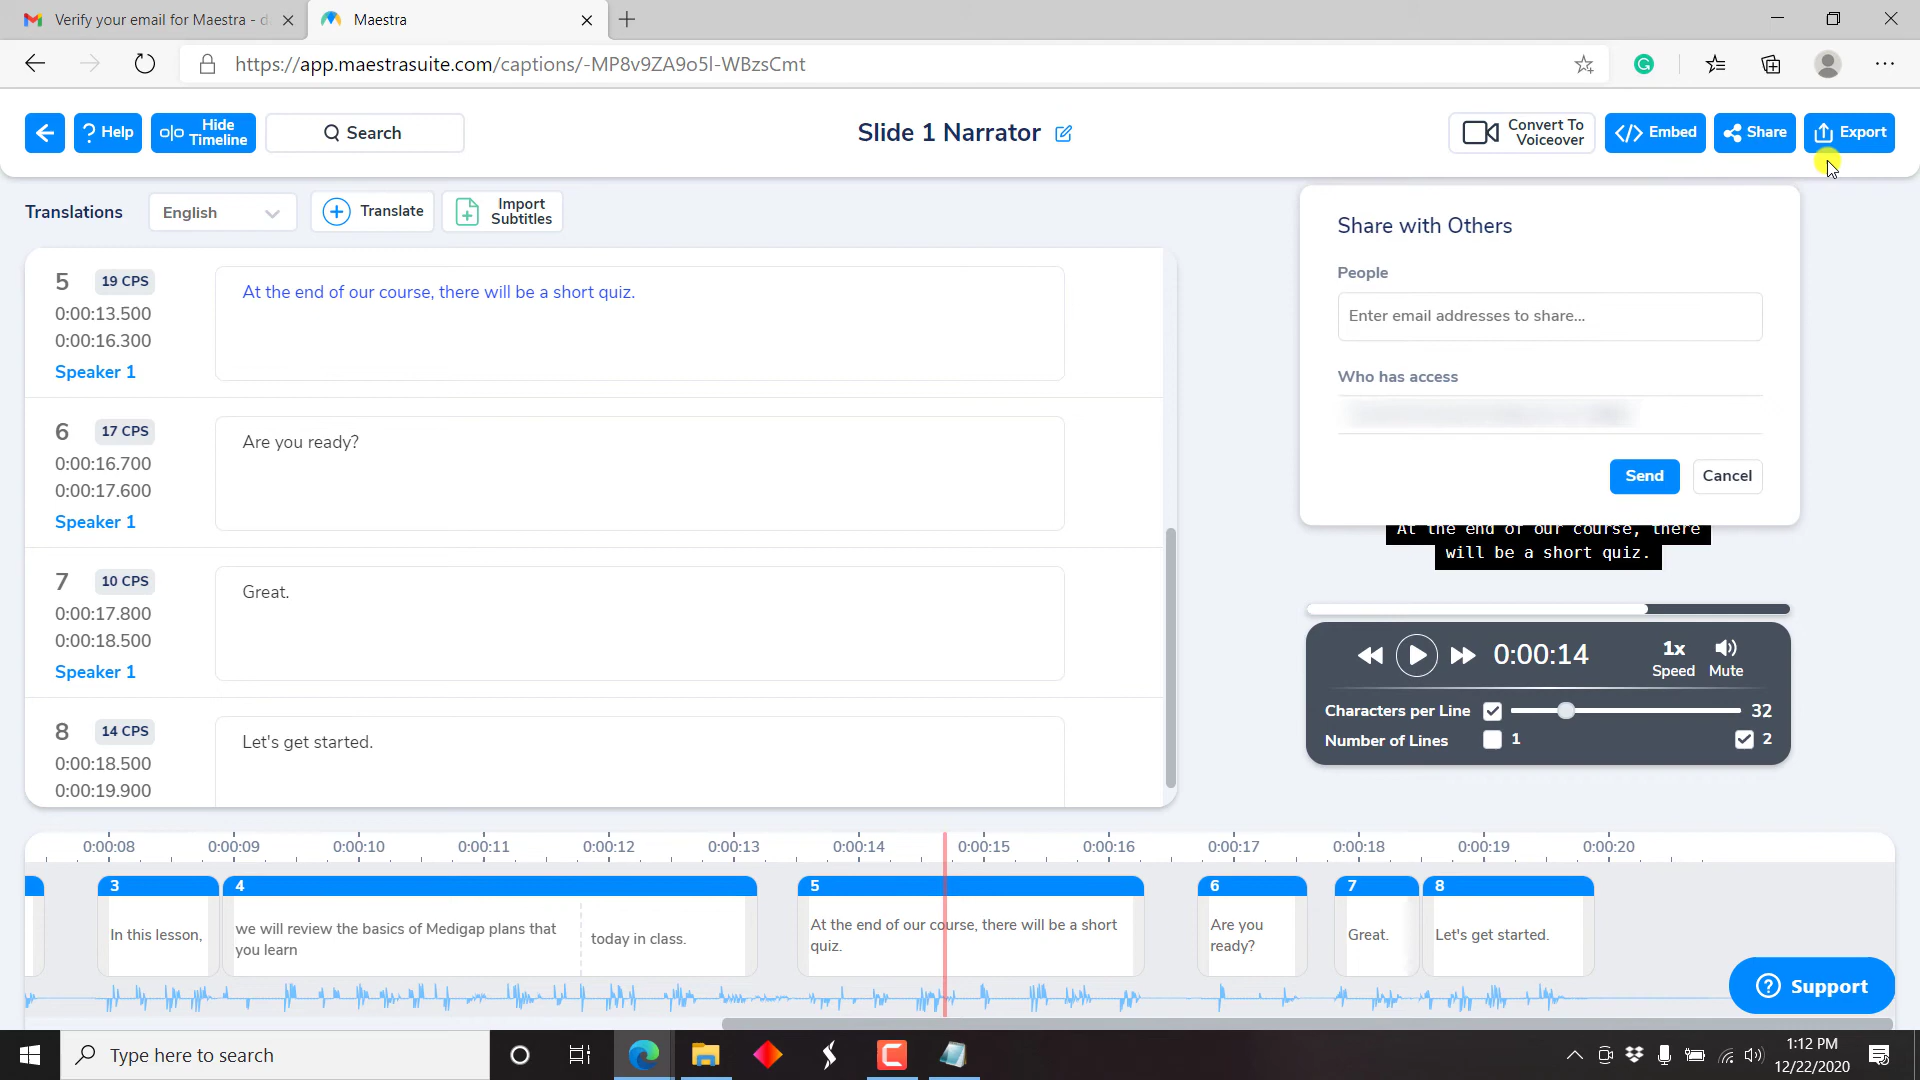 Verify your email for Maestra - d
Maestra
https://app.maestrasuite.com/captions/-MP8v9ZA9o5l-WBzsCmt
Help
Hide Timeline
Search
Slide 1 Narrator
Convert To Voiceover
Embed
Share
Export
Translations
English
Translate
Import Subtitles
5
19 CPS
0:00:13.500
0:00:16.300
Speaker 1
At the end of our course, there will be a short quiz.
6
17 CPS
0:00:16.700
0:00:17.600
Speaker 1
Are you ready?
7
10 CPS
0:00:17.800
0:00:18.500
Speaker 1
Great.
8
14 CPS
0:00:18.500
0:00:19.900
Let's get started.
Share with Others
People
Enter email addresses to share...
Who has access
Send
Cancel
At the end of our course, there
will be a short quiz.
0:00:14
1x
Speed
Mute
Characters per Line
32
Number of Lines
1
2
0:00:08
0:00:09
0:00:10
0:00:11
0:00:12
0:00:13
0:00:14
0:00:15
0:00:16
0:00:17
0:00:18
0:00:19
0:00:20
3
In this lesson,
4
we will review the basics of Medigap plans that
you learn
today in class.
5
At the end of our course, there will be a short
quiz.
6
Are you
ready?
7
Great.
8
Let's get started.
Support
Type here to search
1:12 PM
12/22/2020